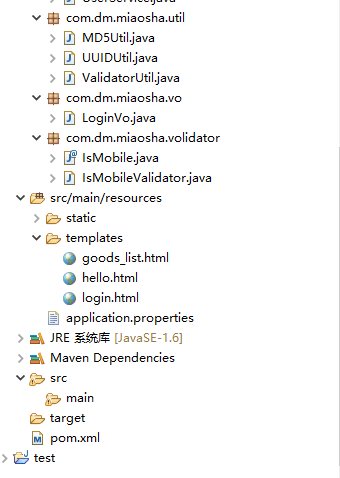 com.dm.miaosha.util
MD5Util.java
UUIDUtil.java
ValidatorUtil.java
com.dm.miaosha.vo
LoginVo.java
com.dm.miaosha.volidator
IsMobile.java
IsMobileValidator.java
src/main/resources
static
templates
goods_list.html
hello.html
login.html
application.properties
JRE 系统库 [JavaSE-1.6]
Maven Dependencies
src
main
target
pom.xml
test